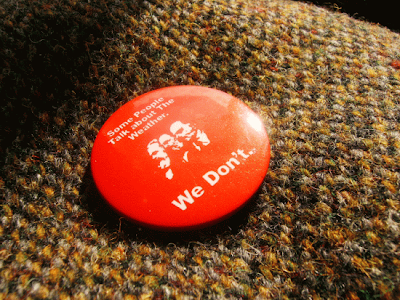 Some People
Talk about The
Weather.
We Don't.